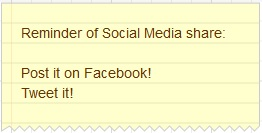 Reminder of Social Media share:
Post it on Facebook!
Tweet it!